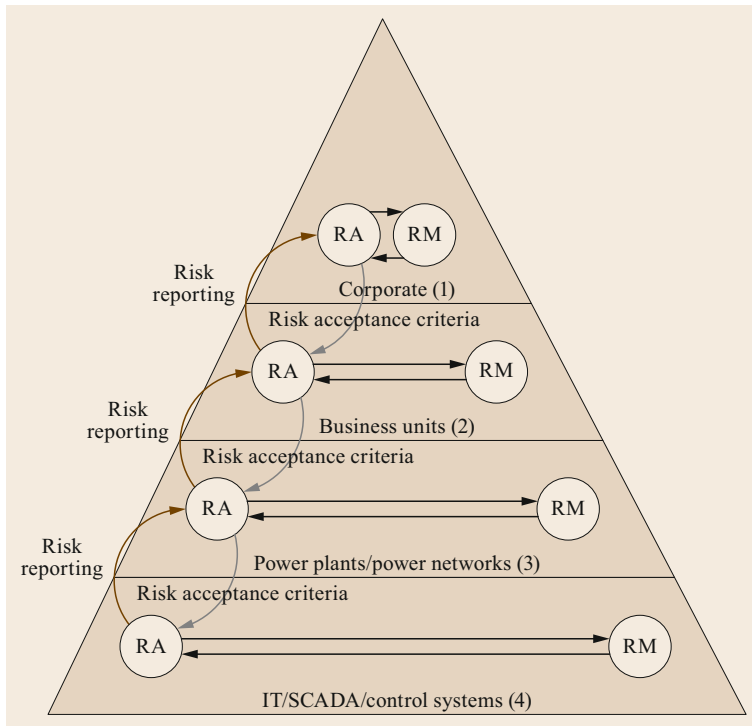 RA
RM
Risk
reporting
Corporate (1)
Risk acceptance criteria
RA
RM
Risk
reporting
Business units (2)
Risk acceptance criteria
RA
RM
Risk
reporting
Power plants/power networks (3)
Risk acceptance criteria
RA
RM
IT/SCADA/control systems (4)